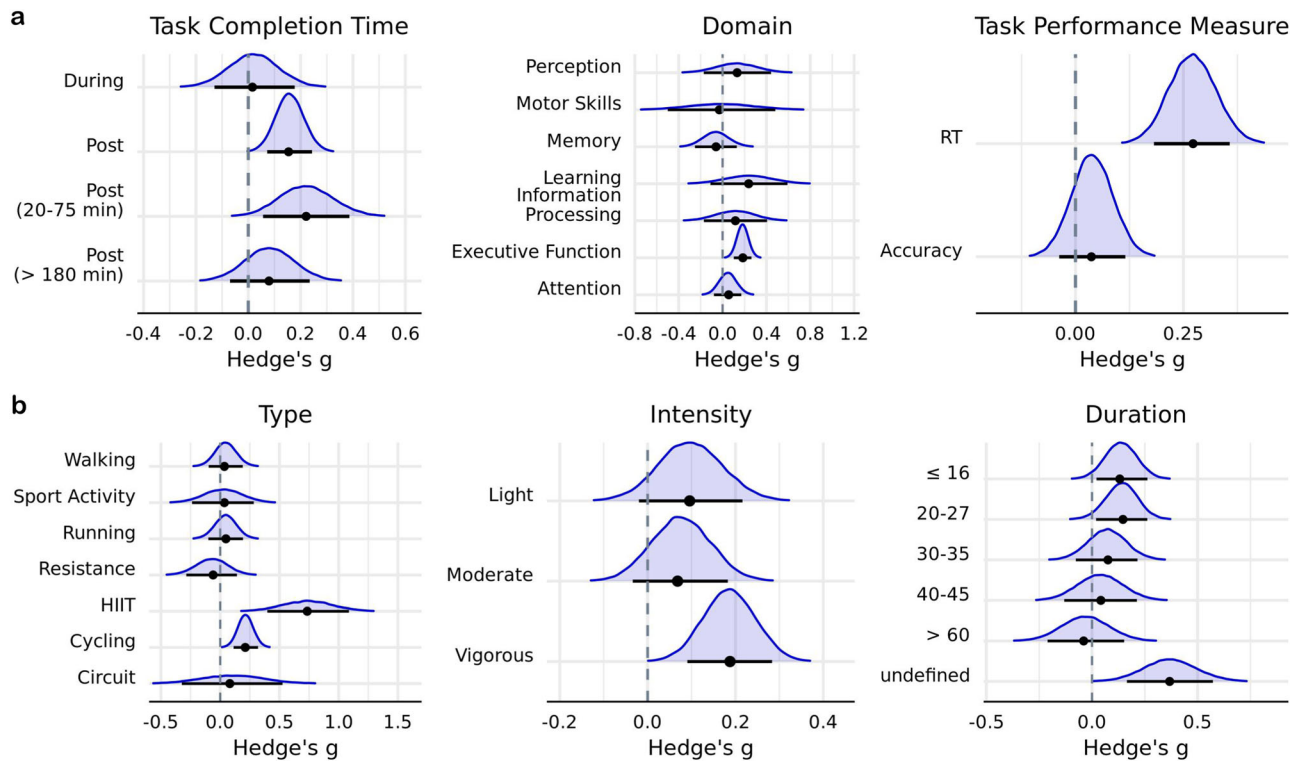 a
Task Completion Time
During
Post
Post
(20-75 min)
Post
(> 180 min)
-0.4 -0.2 0.0 0.2 0.4 0.6
Hedge's g
Domain
Perception
Motor Skills
Memory
Learning
Information
Processing
Executive Function
Attention
-0.8 -0.4 0.0 0.4 0.8 1.2
Hedge's g
Task Performance Measure
RT
Accuracy
0.00 0.25
Hedge's g
b
Type
Walking
Sport Activity
Running
Resistance
HIIT
Cycling
Circuit
-0.5 0.0 0.5 1.0 1.5
Hedge's g
Intensity
Light
Moderate
Vigorous
-0.2 0.0 0.2 0.4
Hedge's g
Duration
≤ 16
20-27
30-35
40-45
> 60
undefined
-0.5 0.0 0.5
Hedge's g